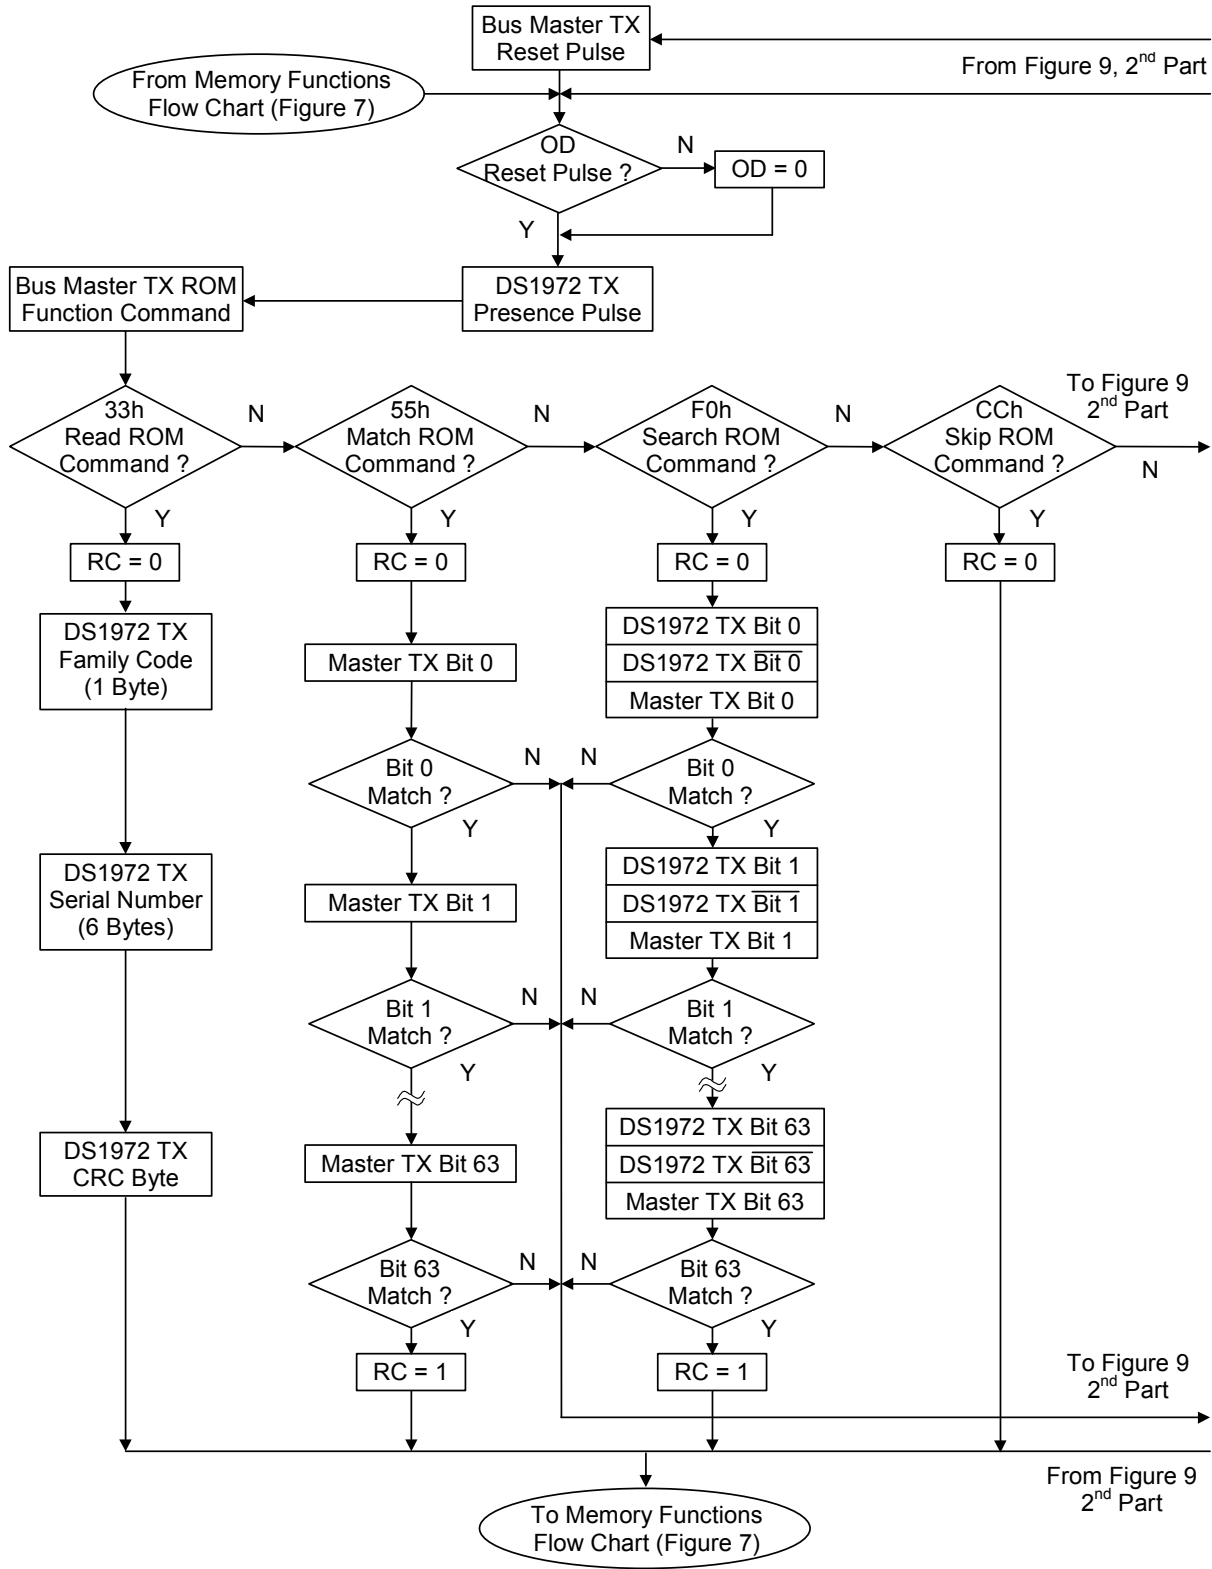 Bus Master TX
Reset Pulse
From Figure 9, 2nd Part
From Memory Functions
Flow Chart (Figure 7)
OD
Reset Pulse ?
N
OD = 0
Y
Bus Master TX ROM
Function Command
DS1972 TX
Presence Pulse
33h
Read ROM
Command ?
N
55h
Match ROM
Command ?
N
F0h
Search ROM
Command ?
N
CCh
Skip ROM
Command ?
To Figure 9
2nd Part
N
Y
Y
Y
Y
RC = 0
RC = 0
RC = 0
RC = 0
DS1972 TX
Family Code
(1 Byte)
Master TX Bit 0
DS1972 TX Bit 0
DS1972 TX B̅i̅t̅ ̅0̅
Master TX Bit 0
Bit 0
Match ?
N
N
Bit 0
Match ?
Y
Y
DS1972 TX
Serial Number
(6 Bytes)
Master TX Bit 1
DS1972 TX Bit 1
DS1972 TX B̅i̅t̅ ̅1̅
Master TX Bit 1
Bit 1
Match ?
N
N
Bit 1
Match ?
Y
Y
DS1972 TX
CRC Byte
Master TX Bit 63
DS1972 TX Bit 63
DS1972 TX B̅i̅t̅ ̅6̅3̅
Master TX Bit 63
Bit 63
Match ?
N
N
Bit 63
Match ?
Y
Y
RC = 1
RC = 1
To Figure 9
2nd Part
From Figure 9
2nd Part
To Memory Functions
Flow Chart (Figure 7)